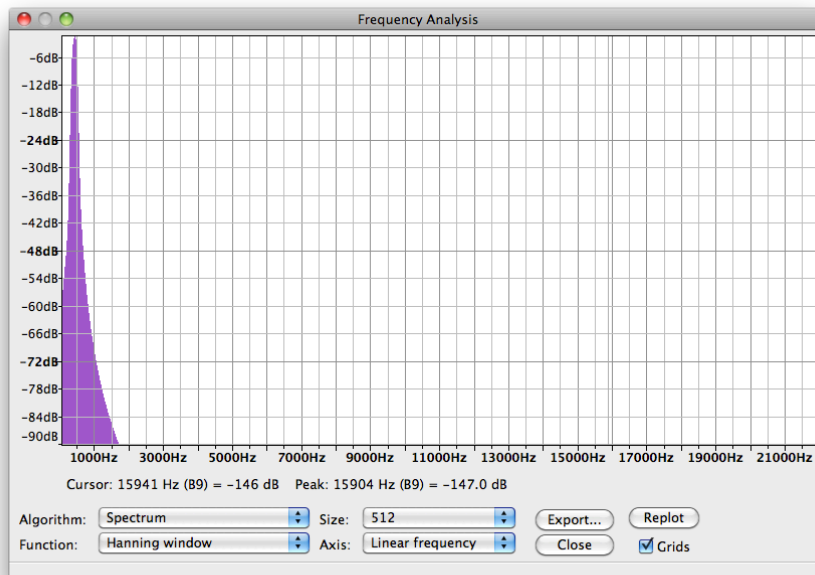 Frequency Analysis
-6dB
-12dB
-18dB
-24dB
-30dB
-36dB
-42dB
-48dB
-54dB
-60dB
-66dB
-72dB
-78dB
-84dB
-90dB
1000Hz 3000Hz 5000Hz 7000Hz 9000Hz 11000Hz 13000Hz 15000Hz 17000Hz 19000Hz 21000Hz
Cursor: 15941 Hz (B9) = -146 dB Peak: 15904 Hz (B9) = -147.0 dB
Algorithm: Spectrum Size: 512 Export... Replot
Function: Hanning window Axis: Linear frequency Close Grids